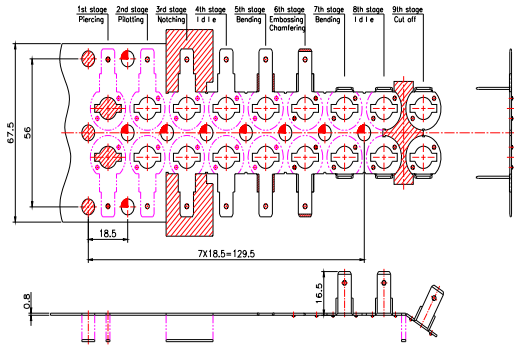 1st stage 2nd stage 3rd stage 4th stage 5th stage 6th stage 7th stage 8th stage 9th stage
Piercing Pilotting Notching Idle Bending Embossing Bending Idle Cut off
Chamfering
67.5
56
18.5
7X18.5=129.5
0.8
16.5